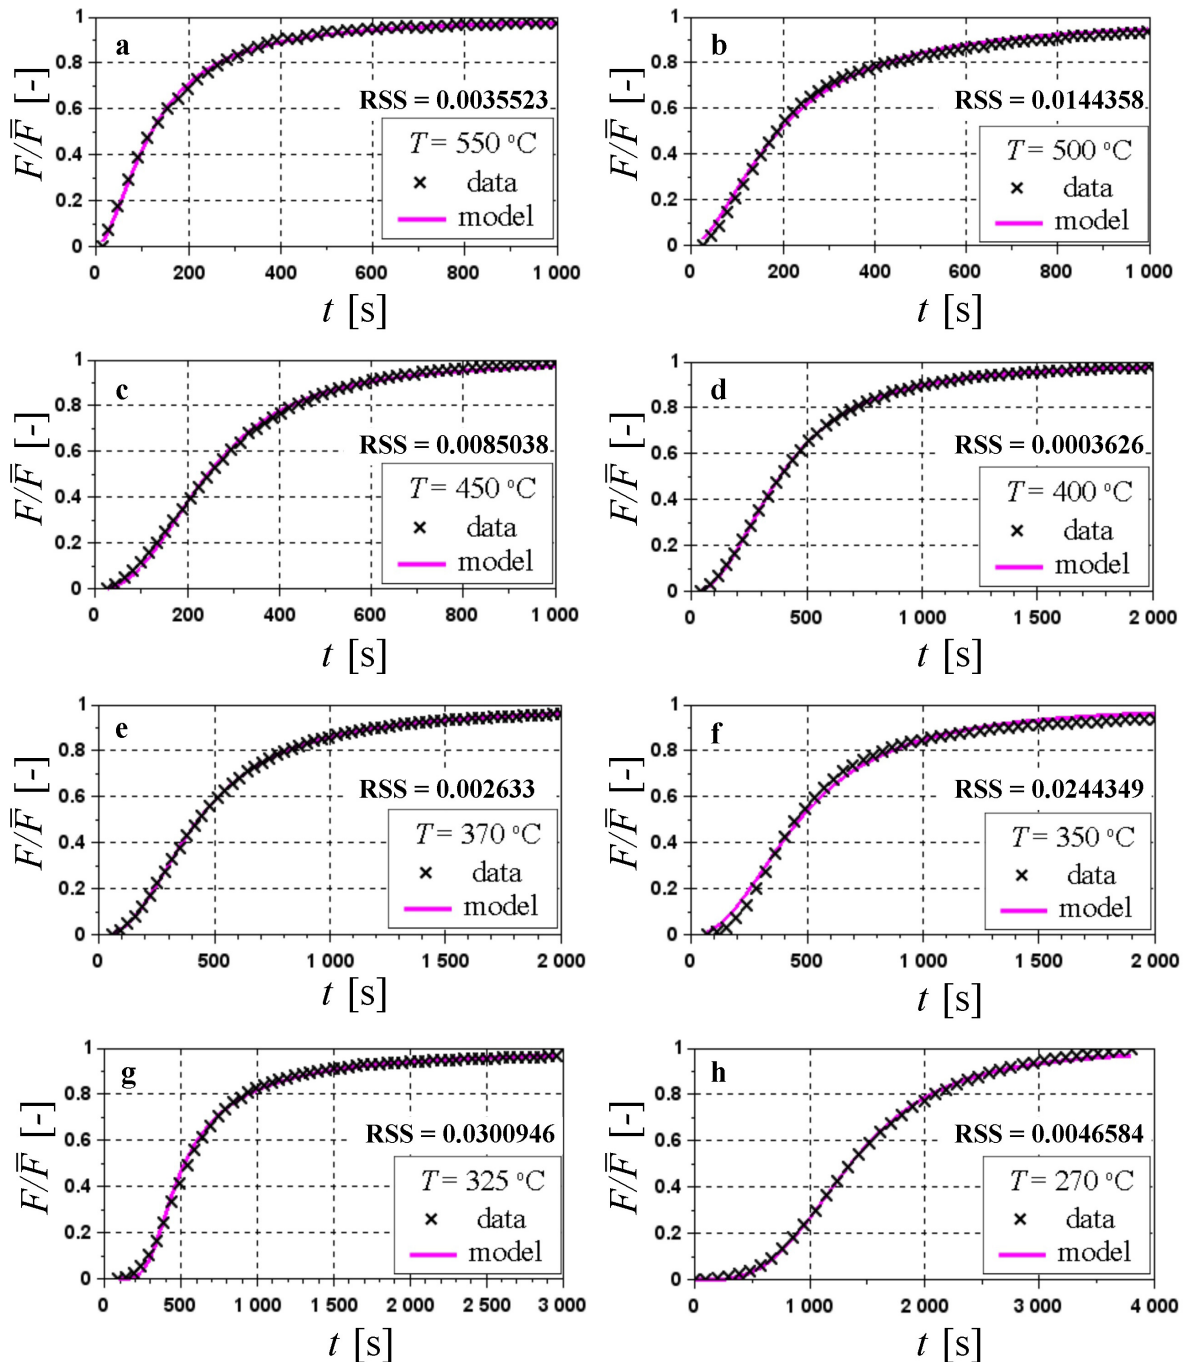 a
RSS = 0.0035523
T = 550 °C
data
model
F/F̅ [-]
1
0.8
0.6
0.4
0.2
0
0 200 400 600 800 1 000
t [s]
b
RSS = 0.0144358
T = 500 °C
data
model
F/F̅ [-]
1
0.8
0.6
0.4
0.2
0
0 200 400 600 800 1 000
t [s]
c
RSS = 0.0085038
T = 450 °C
data
model
F/F̅ [-]
1
0.8
0.6
0.4
0.2
0
0 200 400 600 800 1 000
t [s]
d
RSS = 0.0003626
T = 400 °C
data
model
F/F̅ [-]
1
0.8
0.6
0.4
0.2
0
0 500 1 000 1 500 2 000
t [s]
e
RSS = 0.002633
T = 370 °C
data
model
F/F̅ [-]
1
0.8
0.6
0.4
0.2
0
0 500 1 000 1 500 2 000
t [s]
f
RSS = 0.0244349
T = 350 °C
data
model
F/F̅ [-]
1
0.8
0.6
0.4
0.2
0
0 500 1 000 1 500 2 000
t [s]
g
RSS = 0.0300946
T = 325 °C
data
model
F/F̅ [-]
1
0.8
0.6
0.4
0.2
0
0 500 1 000 1 500 2 000 2 500 3 000
t [s]
h
RSS = 0.0046584
T = 270 °C
data
model
F/F̅ [-]
1
0.8
0.6
0.4
0.2
0
0 1 000 2 000 3 000 4 000
t [s]